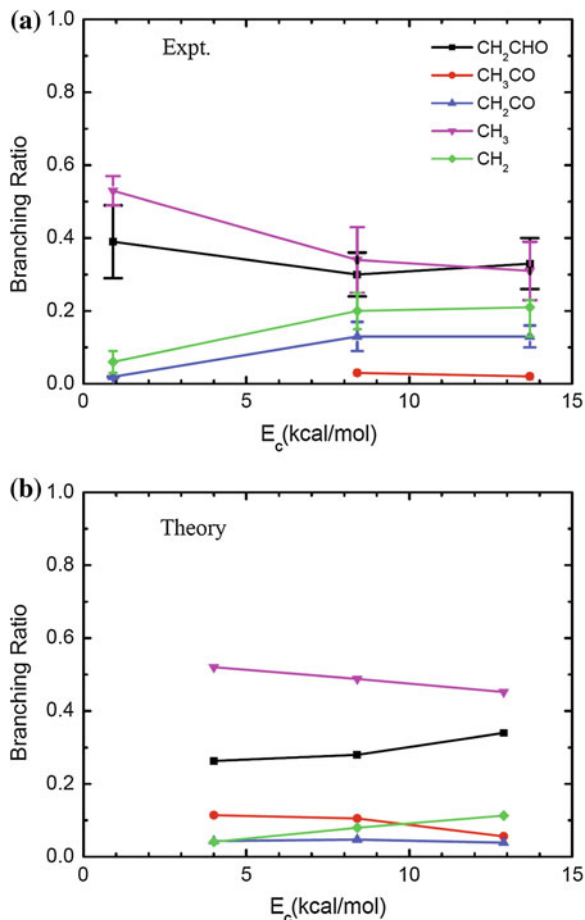 (a)
Expt.
CH₂CHO
CH₃CO
CH₂CO
CH₃
CH₂
Branching Ratio
1.0
0.8
0.6
0.4
0.2
0.0
0 5 10 15
E_c(kcal/mol)
(b)
Theory
Branching Ratio
1.0
0.8
0.6
0.4
0.2
0.0
0 5 10 15
E_c(kcal/mol)